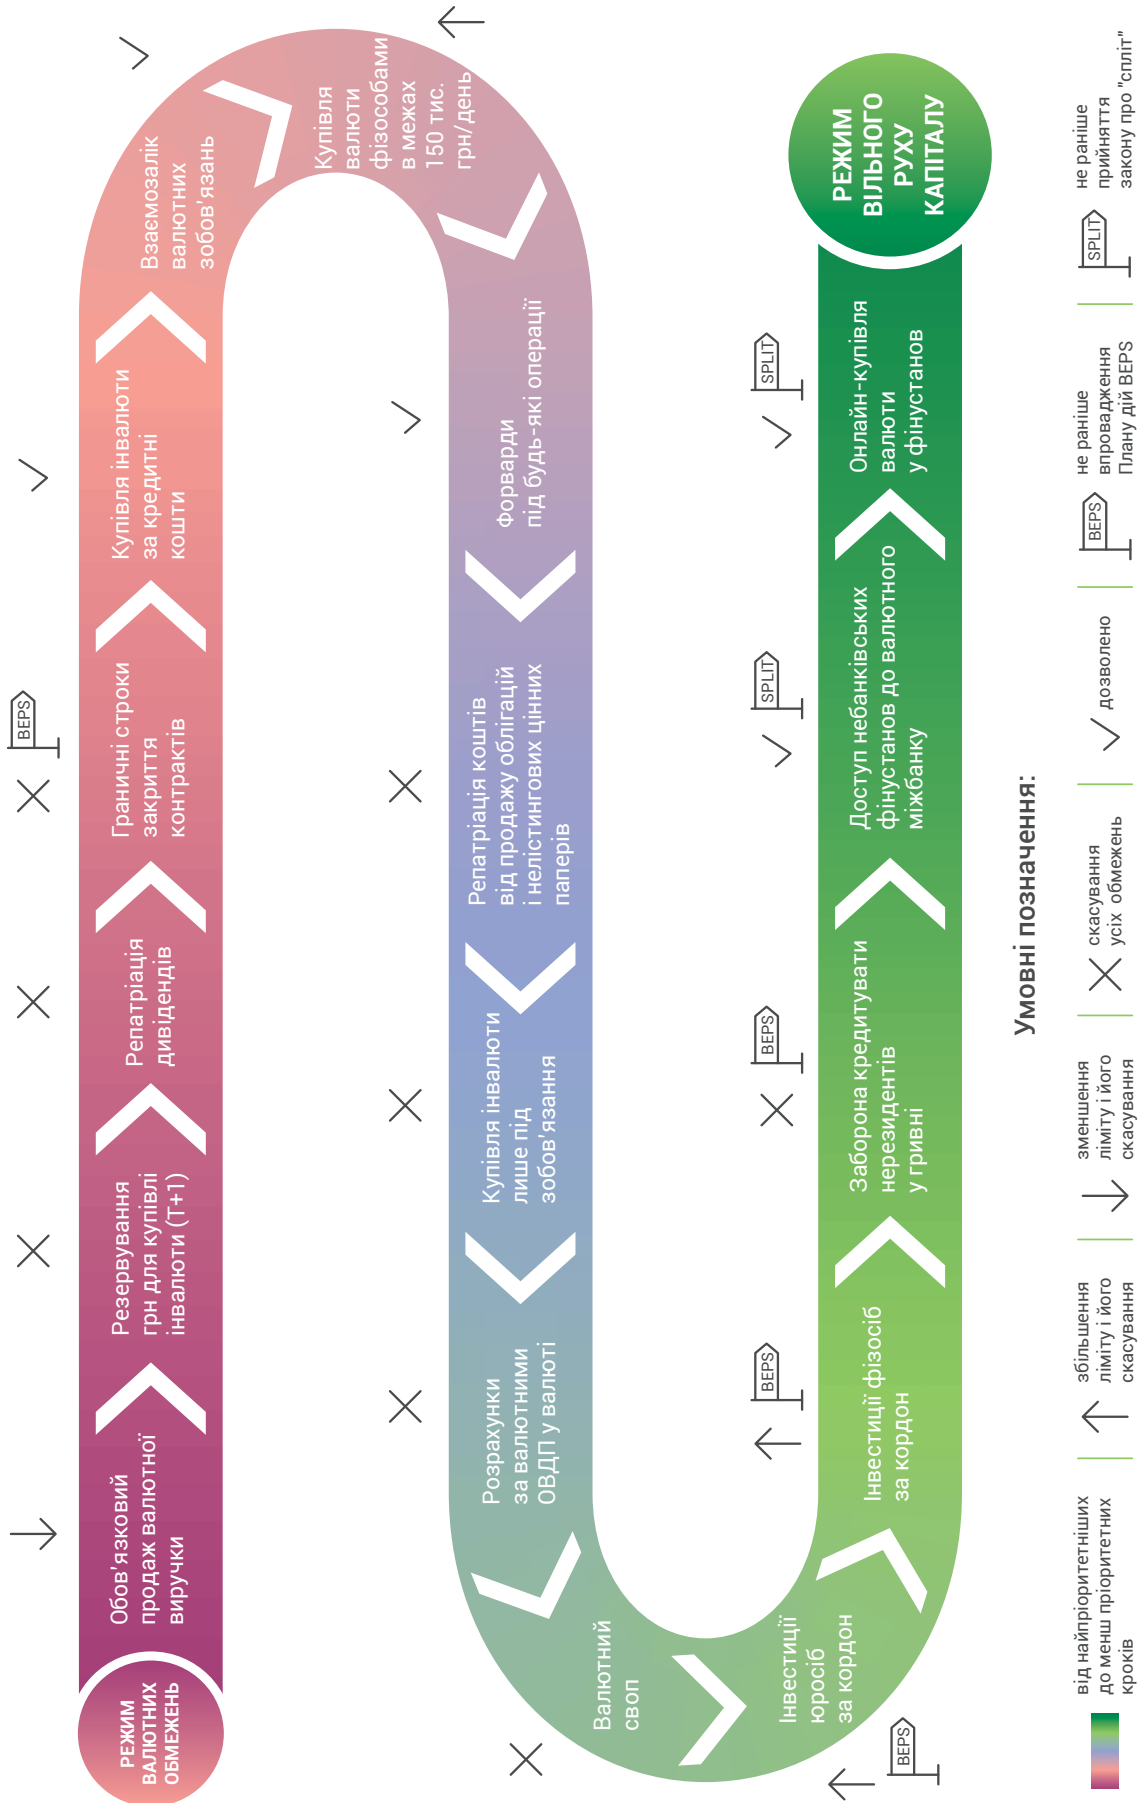 РЕЖИМ
ВАЛЮТНИХ
ОБМЕЖЕНЬ
Обов'язковий
продаж валютної
виручки
Резервування
грн для купівлі
інвалюти (Т+1)
Репатріація
дивідендів
BEPS
Граничні строки
закриття
контрактів
Купівля інвалюти
за кредитні
кошти
Взаємозалік
валютних
зобов'язань
Купівля
валюти
фізособами
в межах
150 тис.
грн/день
Форварди
під будь-які операції
Репатріація коштів
від продажу облігацій
і нелістингових цінних
паперів
Купівля інвалюти
лише під
зобов'язання
Розрахунки
за валютними
ОВДП у валюті
Валютний
своп
BEPS
Інвестиції
юросіб
за кордон
BEPS
Інвестиції фізосіб
за кордон
BEPS
Заборона кредитувати
нерезидентів
у гривні
SPLIT
Доступ небанківських
фінустанов до валютного
міжбанку
SPLIT
Онлайн-купівля
валюти
у фінустанов
РЕЖИМ
ВІЛЬНОГО
РУХУ
КАПІТАЛУ
Умовні позначення:
від найпріоритетніших
до менш пріоритетних
кроків
збільшення
ліміту і його
скасування
зменшення
ліміту і його
скасування
скасування
усіх обмежень
дозволено
BEPS
не раніше
впровадження
Плану дій BEPS
SPLIT
не раніше
прийняття
закону про "спліт"